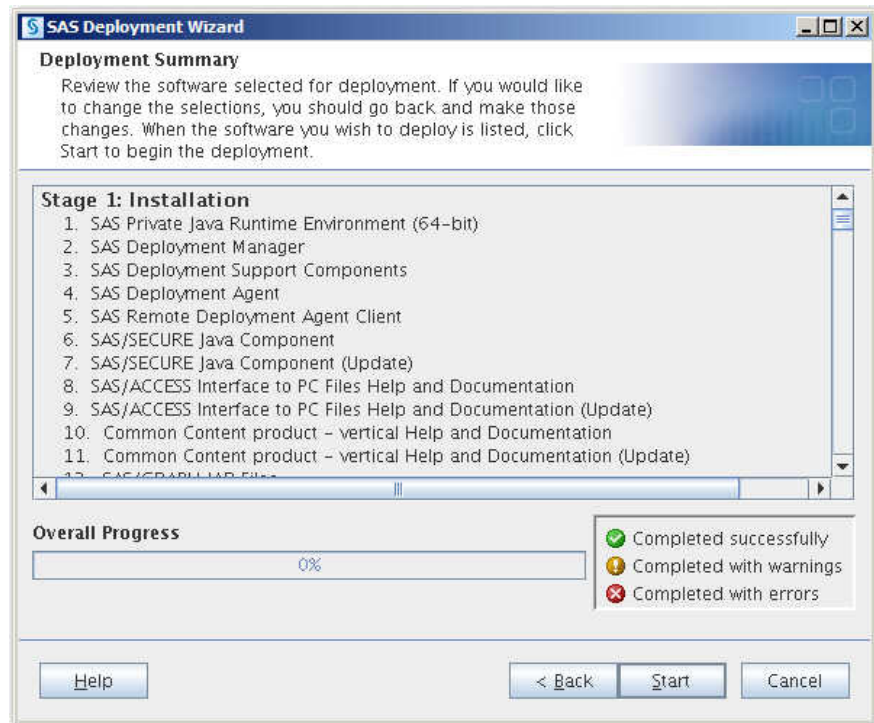 SAS Deployment Wizard
Deployment Summary
Review the software selected for deployment. If you would like
to change the selections, you should go back and make those
changes. When the software you wish to deploy is listed, click
Start to begin the deployment.
Stage 1: Installation
1. SAS Private Java Runtime Environment (64-bit)
2. SAS Deployment Manager
3. SAS Deployment Support Components
4. SAS Deployment Agent
5. SAS Remote Deployment Agent Client
6. SAS/SECURE Java Component
7. SAS/SECURE Java Component (Update)
8. SAS/ACCESS Interface to PC Files Help and Documentation
9. SAS/ACCESS Interface to PC Files Help and Documentation (Update)
10. Common Content product - vertical Help and Documentation
11. Common Content product - vertical Help and Documentation (Update)
12. SAS/GRAPH JAR Files
Overall Progress
0%
Completed successfully
Completed with warnings
Completed with errors
Help
< Back
Start
Cancel